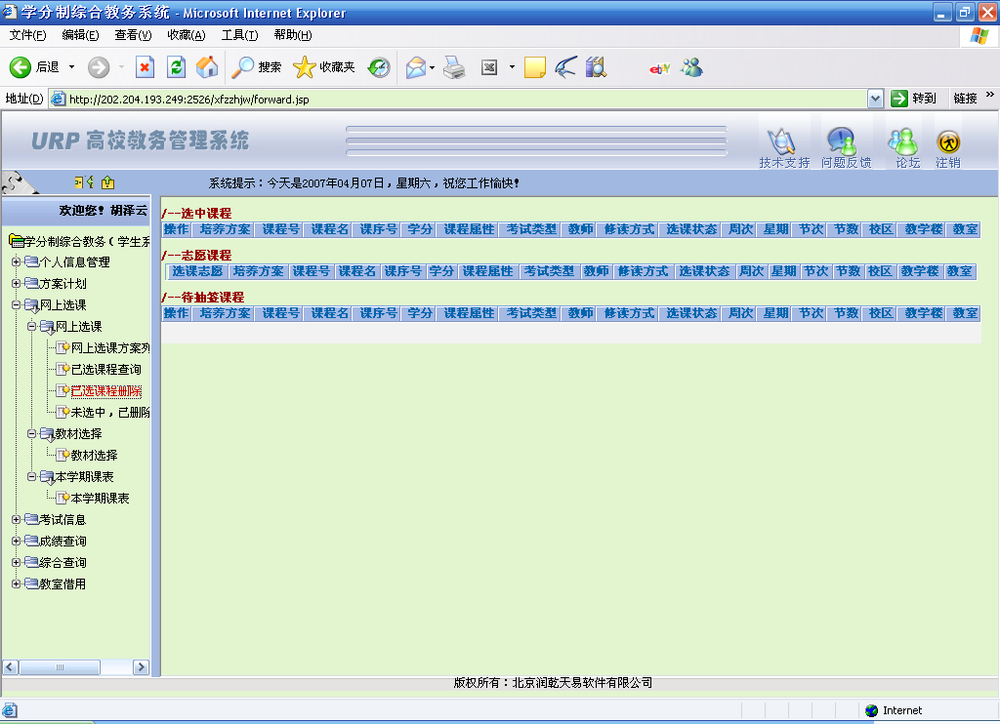 学分制综合教务系统 - Microsoft Internet Explorer
文件(F) 编辑(E) 查看(V) 收藏(A) 工具(T) 帮助(H)
后退 搜索 收藏夹 ebY
地址(D) http://202.204.193.249:2526/xfzzhjw/forward.jsp 转到 链接 »
URP 高校教务管理系统 技术支持 问题反馈 论坛 注销
系统提示：今天是2007年04月07日，星期六，祝您工作愉快！
欢迎您！ 胡泽云
学分制综合教务（学生系
个人信息管理
方案计划
网上选课
网上选课
网上选课方案列
已选课程查询
已选课程删除
未选中，已删除
教材选择
教材选择
本学期课表
本学期课表
考试信息
成绩查询
综合查询
教室借用
/--选中课程
操作 培养方案 课程号 课程名 课序号 学分 课程属性 考试类型 教师 修读方式 选课状态 周次 星期 节次 节数 校区 教学楼 教室
/--志愿课程
选课志愿 培养方案 课程号 课程名 课序号 学分 课程属性 考试类型 教师 修读方式 选课状态 周次 星期 节次 节数 校区 教学楼 教室
/--待抽签课程
操作 培养方案 课程号 课程名 课序号 学分 课程属性 考试类型 教师 修读方式 选课状态 周次 星期 节次 节数 校区 教学楼 教室
版权所有：北京润乾天易软件有限公司
Internet